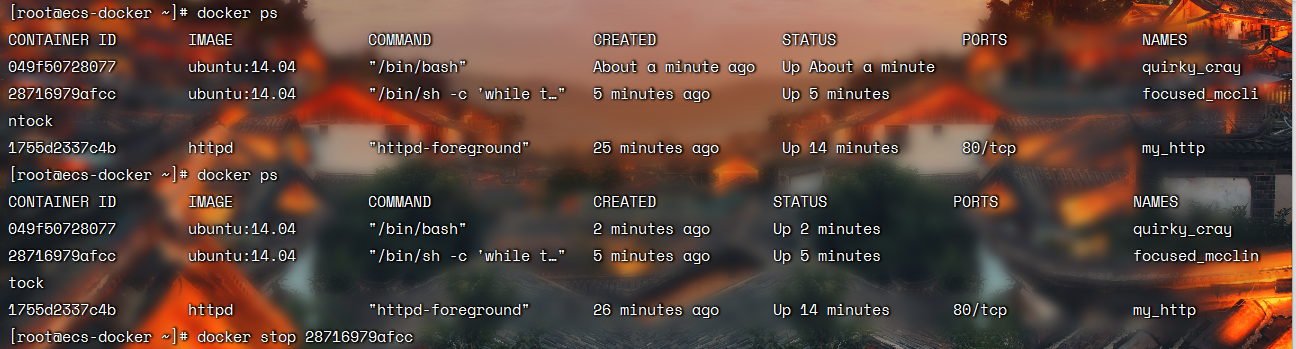 [root@ecs-docker ~]# docker ps
CONTAINER ID        IMAGE               COMMAND                  CREATED              STATUS              PORTS               NAMES
049f50728077        ubuntu:14.04        "/bin/bash"              About a minute ago   Up About a minute                       quirky_cray
28716979afcc        ubuntu:14.04        "/bin/sh -c 'while t…"   5 minutes ago        Up 5 minutes                            focused_mccli
ntock
1755d2337c4b        httpd               "httpd-foreground"       25 minutes ago       Up 14 minutes       80/tcp              my_http
[root@ecs-docker ~]# docker ps
CONTAINER ID        IMAGE               COMMAND                  CREATED             STATUS              PORTS               NAMES
049f50728077        ubuntu:14.04        "/bin/bash"              2 minutes ago       Up 2 minutes                            quirky_cray
28716979afcc        ubuntu:14.04        "/bin/sh -c 'while t…"   5 minutes ago       Up 5 minutes                            focused_mcclin
tock
1755d2337c4b        httpd               "httpd-foreground"       26 minutes ago      Up 14 minutes       80/tcp              my_http
[root@ecs-docker ~]# docker stop 28716979afcc